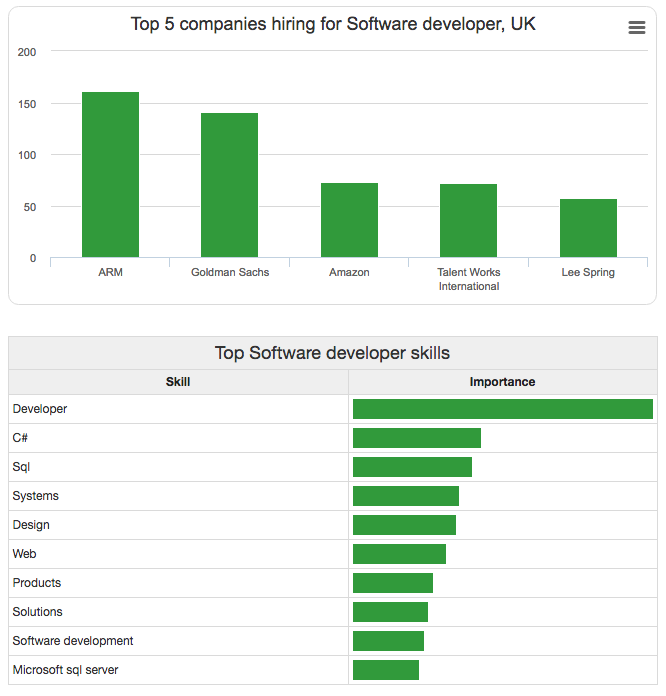 Top 5 companies hiring for Software developer, UK
200
150
100
50
0
ARM
Goldman Sachs
Amazon
Talent Works
International
Lee Spring
Top Software developer skills
Skill Importance
Developer
C#
Sql
Systems
Design
Web
Products
Solutions
Software development
Microsoft sql server